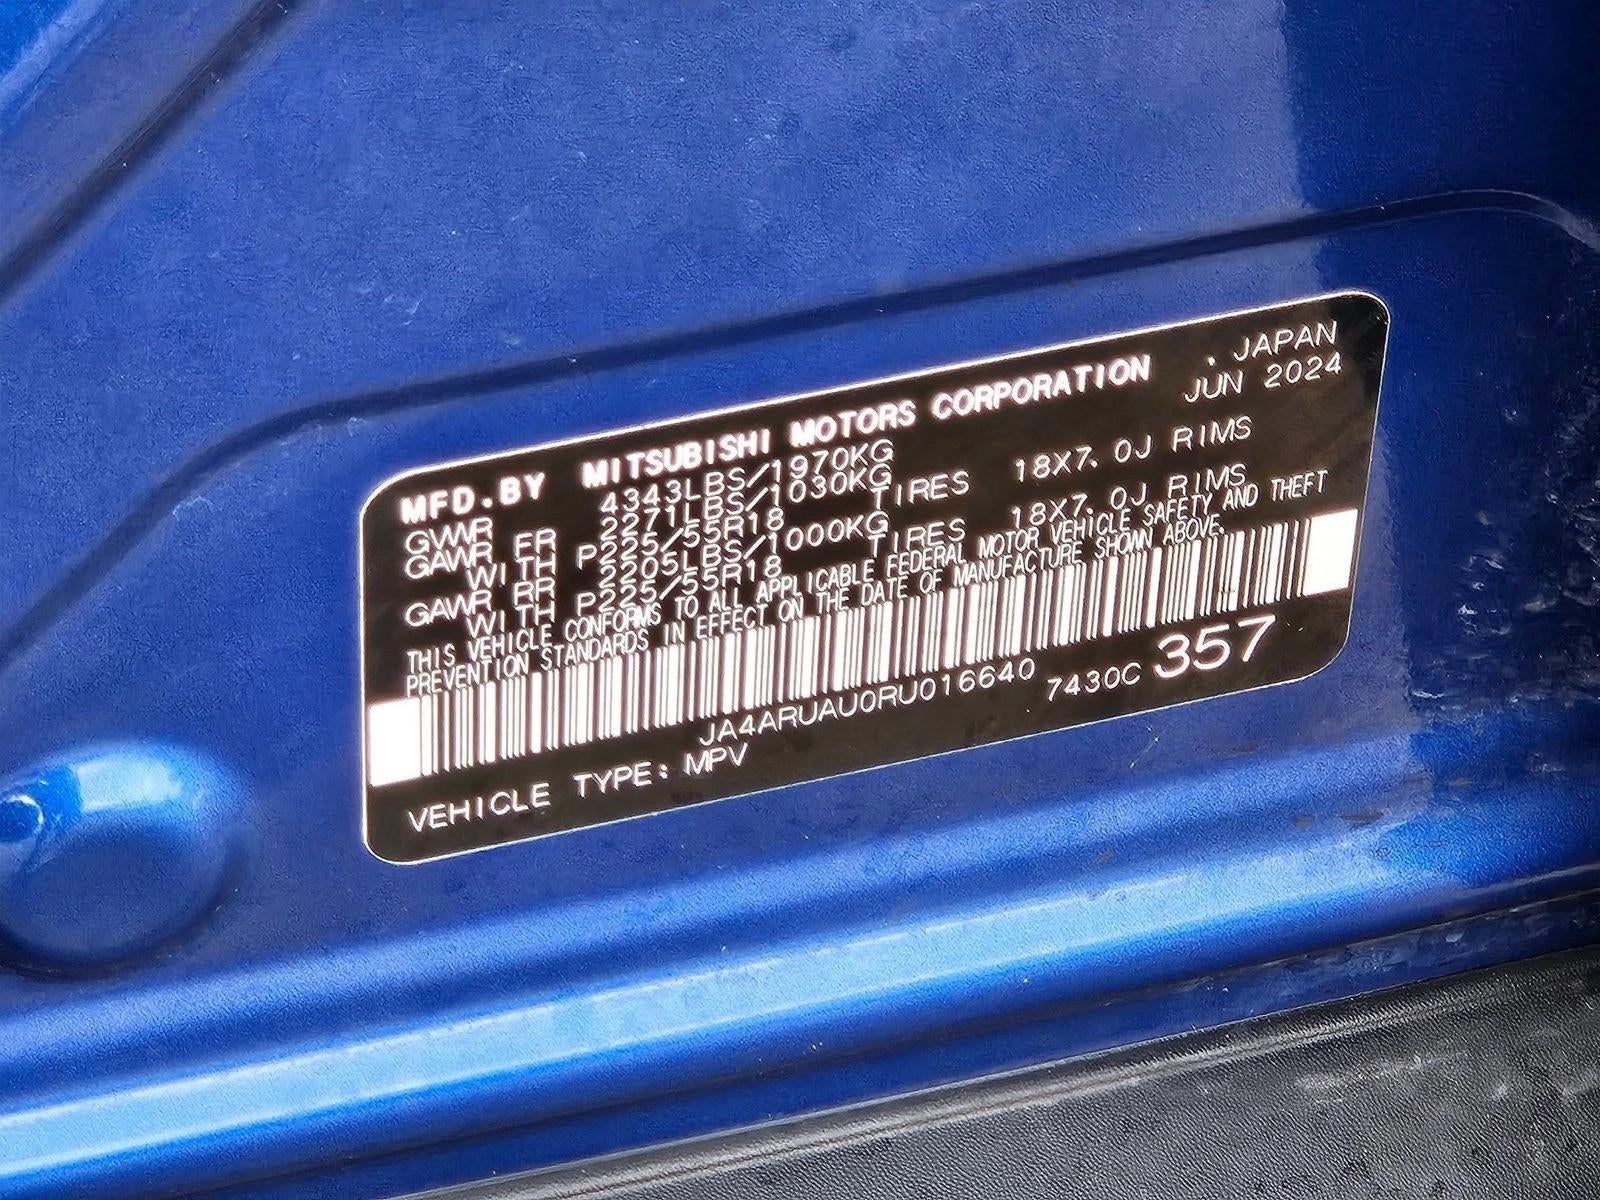 MFD.BY MITSUBISHI MOTORS CORPORATION . JAPAN
GVWR 4343LBS/1970KG JUN 2024
GAWR FR 2271LBS/1030KG
WITH P225/55R18 TIRES 18X7.0J RIMS
GAWR RR 2205LBS/1000KG
WITH P225/55R18 TIRES 18X7.0J RIMS
THIS VEHICLE CONFORMS TO ALL APPLICABLE FEDERAL MOTOR VEHICLE SAFETY AND THEFT
PREVENTION STANDARDS IN EFFECT ON THE DATE OF MANUFACTURE SHOWN ABOVE.
JA4ARUAU0RU016640 7430C 357
VEHICLE TYPE: MPV